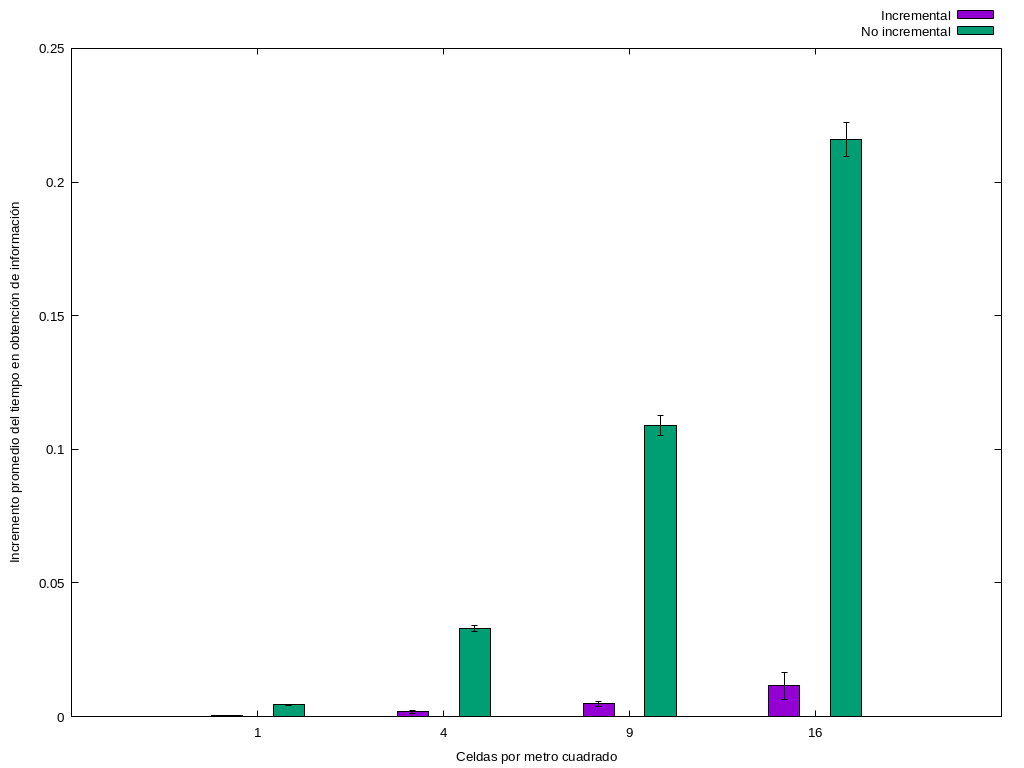 Incremental
No incremental
0.25
0.2
0.15
0.1
0.05
0
Incremento promedio del tiempo en obtención de información
1 4 9 16
Celdas por metro cuadrado